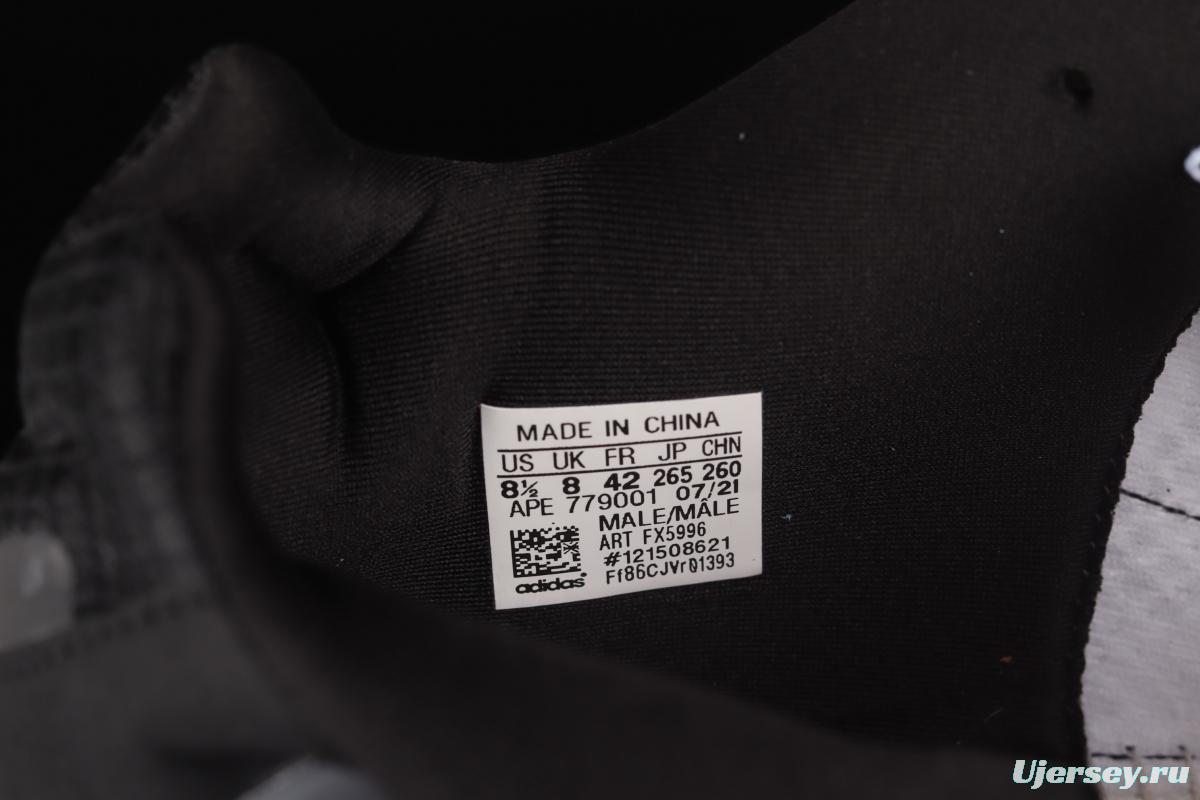 MADE IN CHINA
US UK FR JP CHN
8½ 8 42 265 260
APE 779001 07/21
MALE/MÂLE
ART FX5996
#121508621
Ff86CJVr01393
adidas
Ujersey.ru